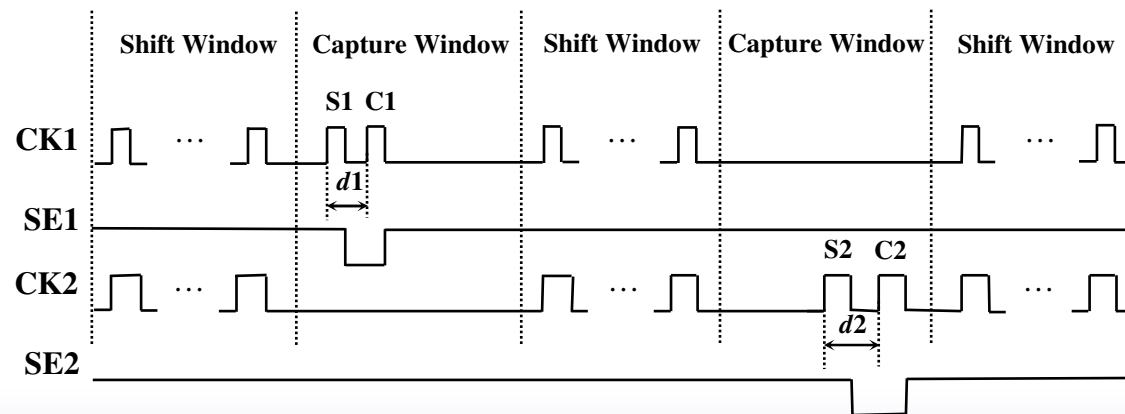 Shift Window Capture Window Shift Window Capture Window Shift Window
S1 C1
CK1 ··· ··· ···
d1
SE1
S2 C2
CK2 ··· ··· ···
d2
SE2